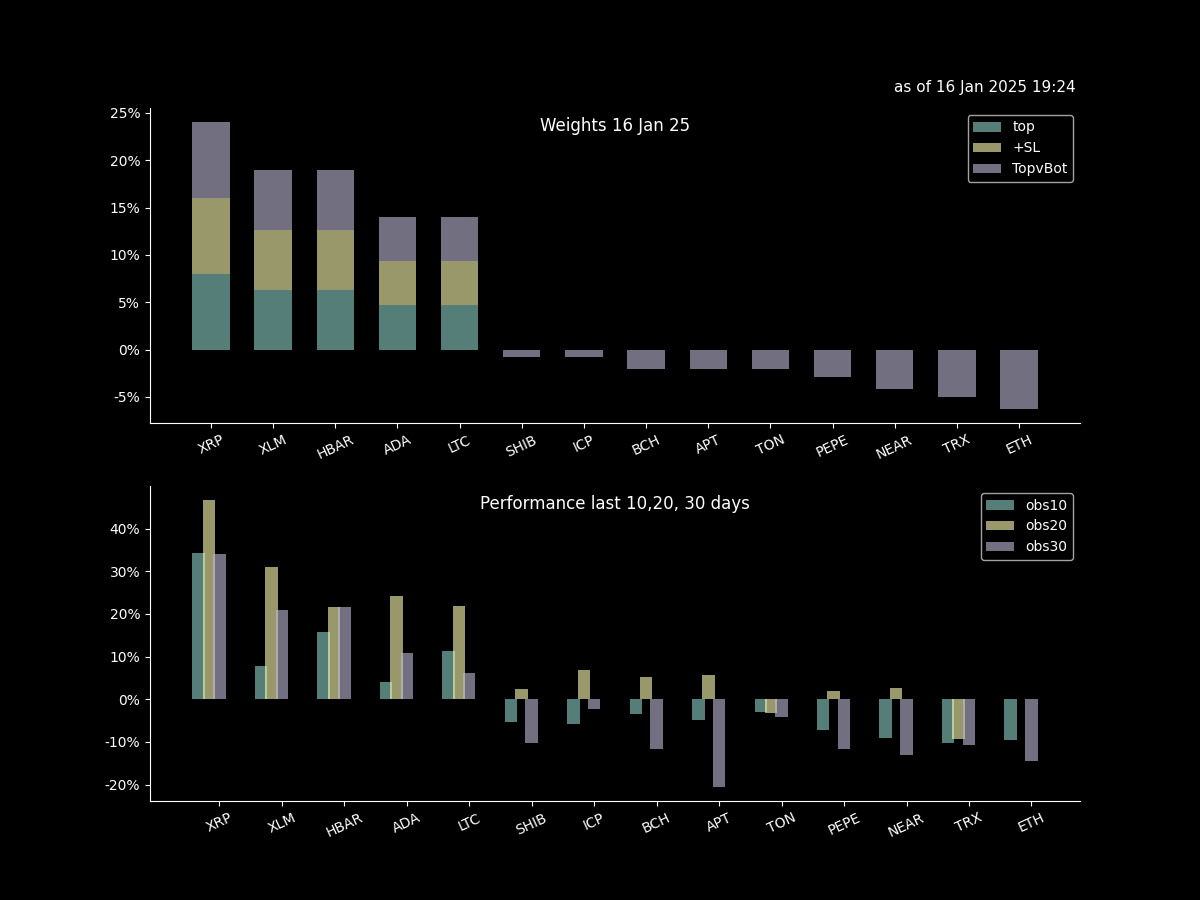 as of 16 Jan 2025 19:24
Weights 16 Jan 25
top
+SL
TopvBot
25%
20%
15%
10%
5%
0%
-5%
XRP XLM HBAR ADA LTC SHIB ICP BCH APT TON PEPE NEAR TRX ETH
Performance last 10,20, 30 days
obs10
obs20
obs30
40%
30%
20%
10%
0%
-10%
-20%
XRP XLM HBAR ADA LTC SHIB ICP BCH APT TON PEPE NEAR TRX ETH